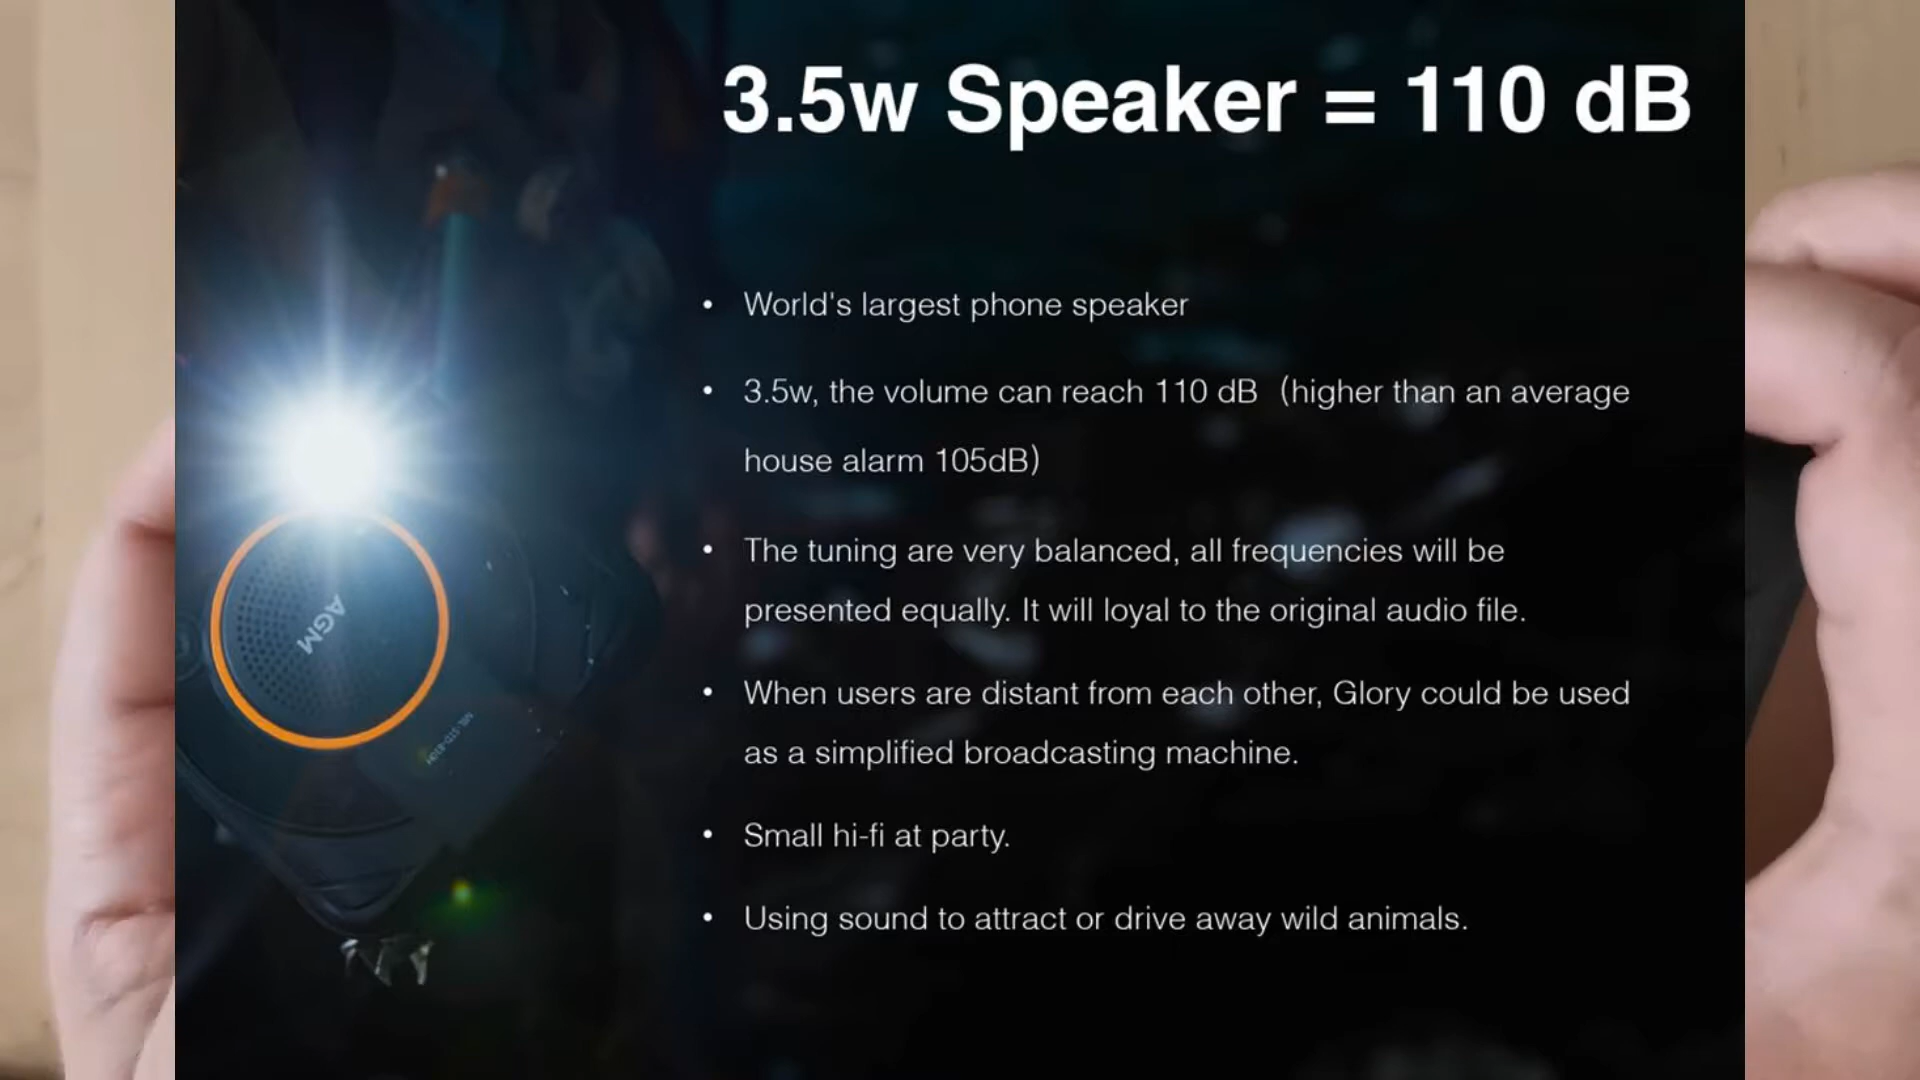 3.5w Speaker = 110 dB
• World's largest phone speaker
• 3.5w, the volume can reach 110 dB (higher than an average
house alarm 105dB)
• The tuning are very balanced, all frequencies will be
presented equally. It will loyal to the original audio file.
• When users are distant from each other, Glory could be used
as a simplified broadcasting machine.
• Small hi-fi at party.
• Using sound to attract or drive away wild animals.
AGM
MIL-STD-810H